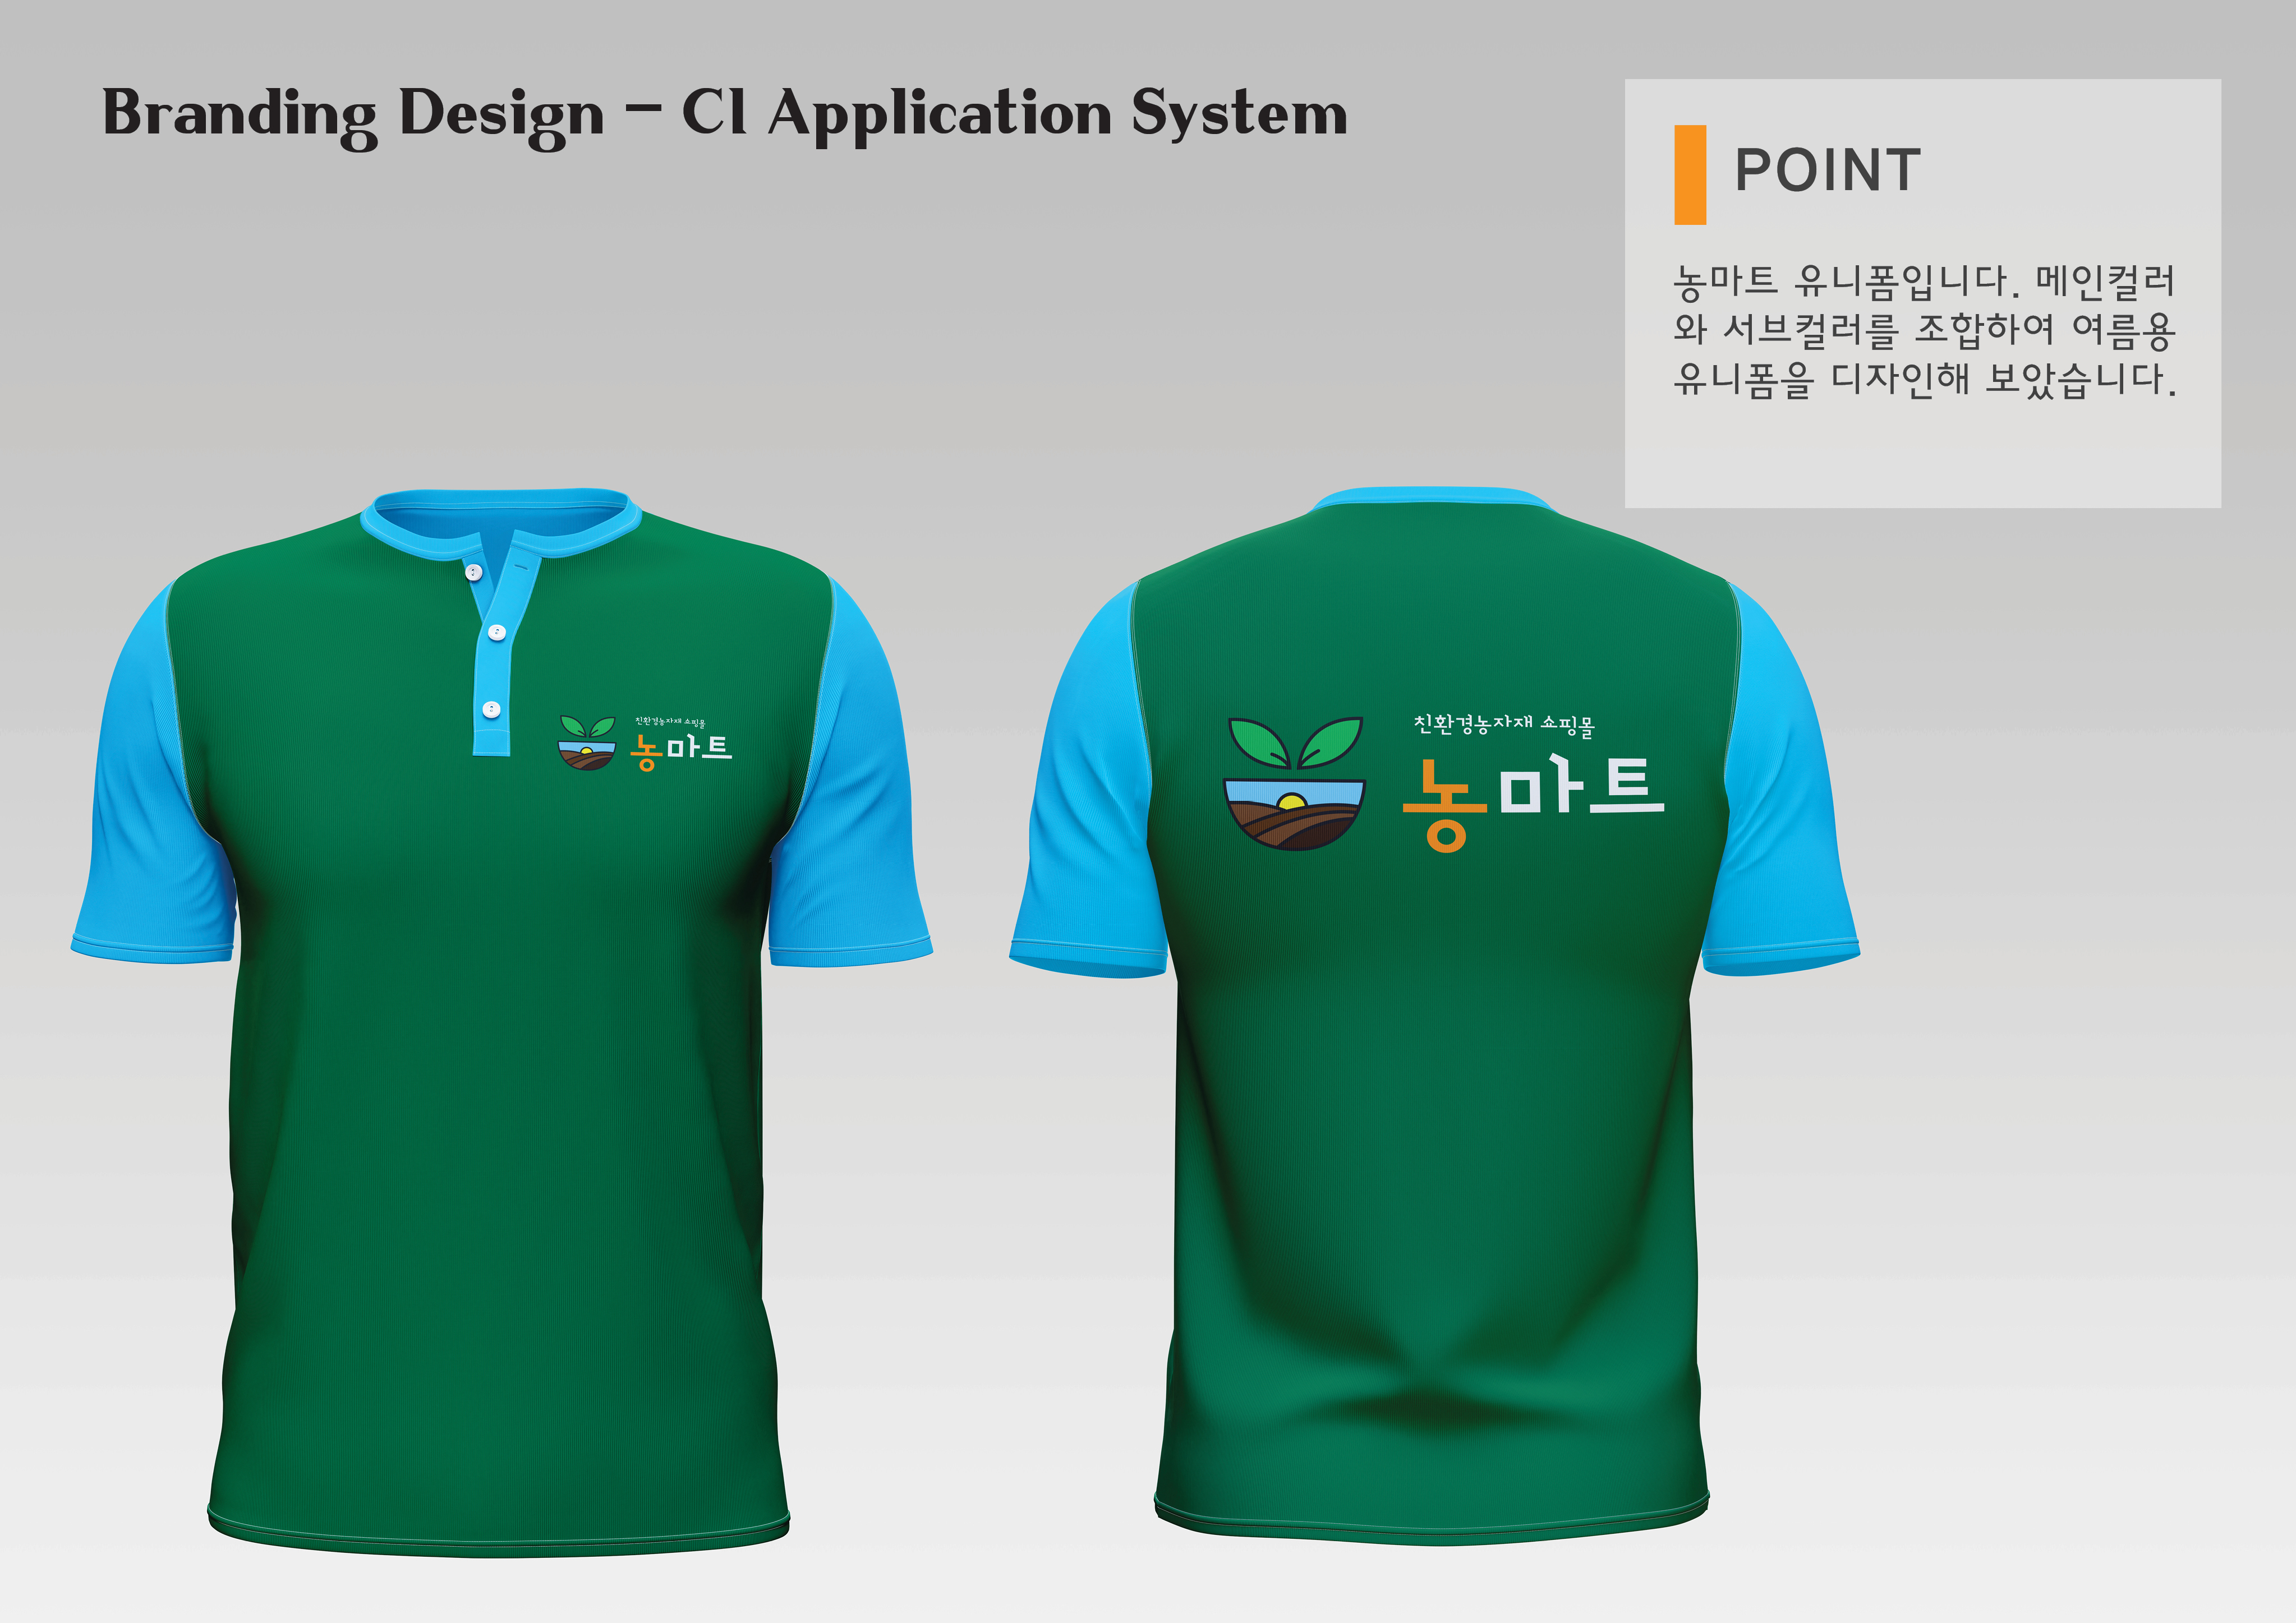 Branding Design – CI Application System
POINT
농마트 유니폼입니다. 메인컬러
와 서브컬러를 조합하여 여름용
유니폼을 디자인해 보았습니다.
친환경농자재 쇼핑몰
농마트
친환경농자재 쇼핑몰
농마트